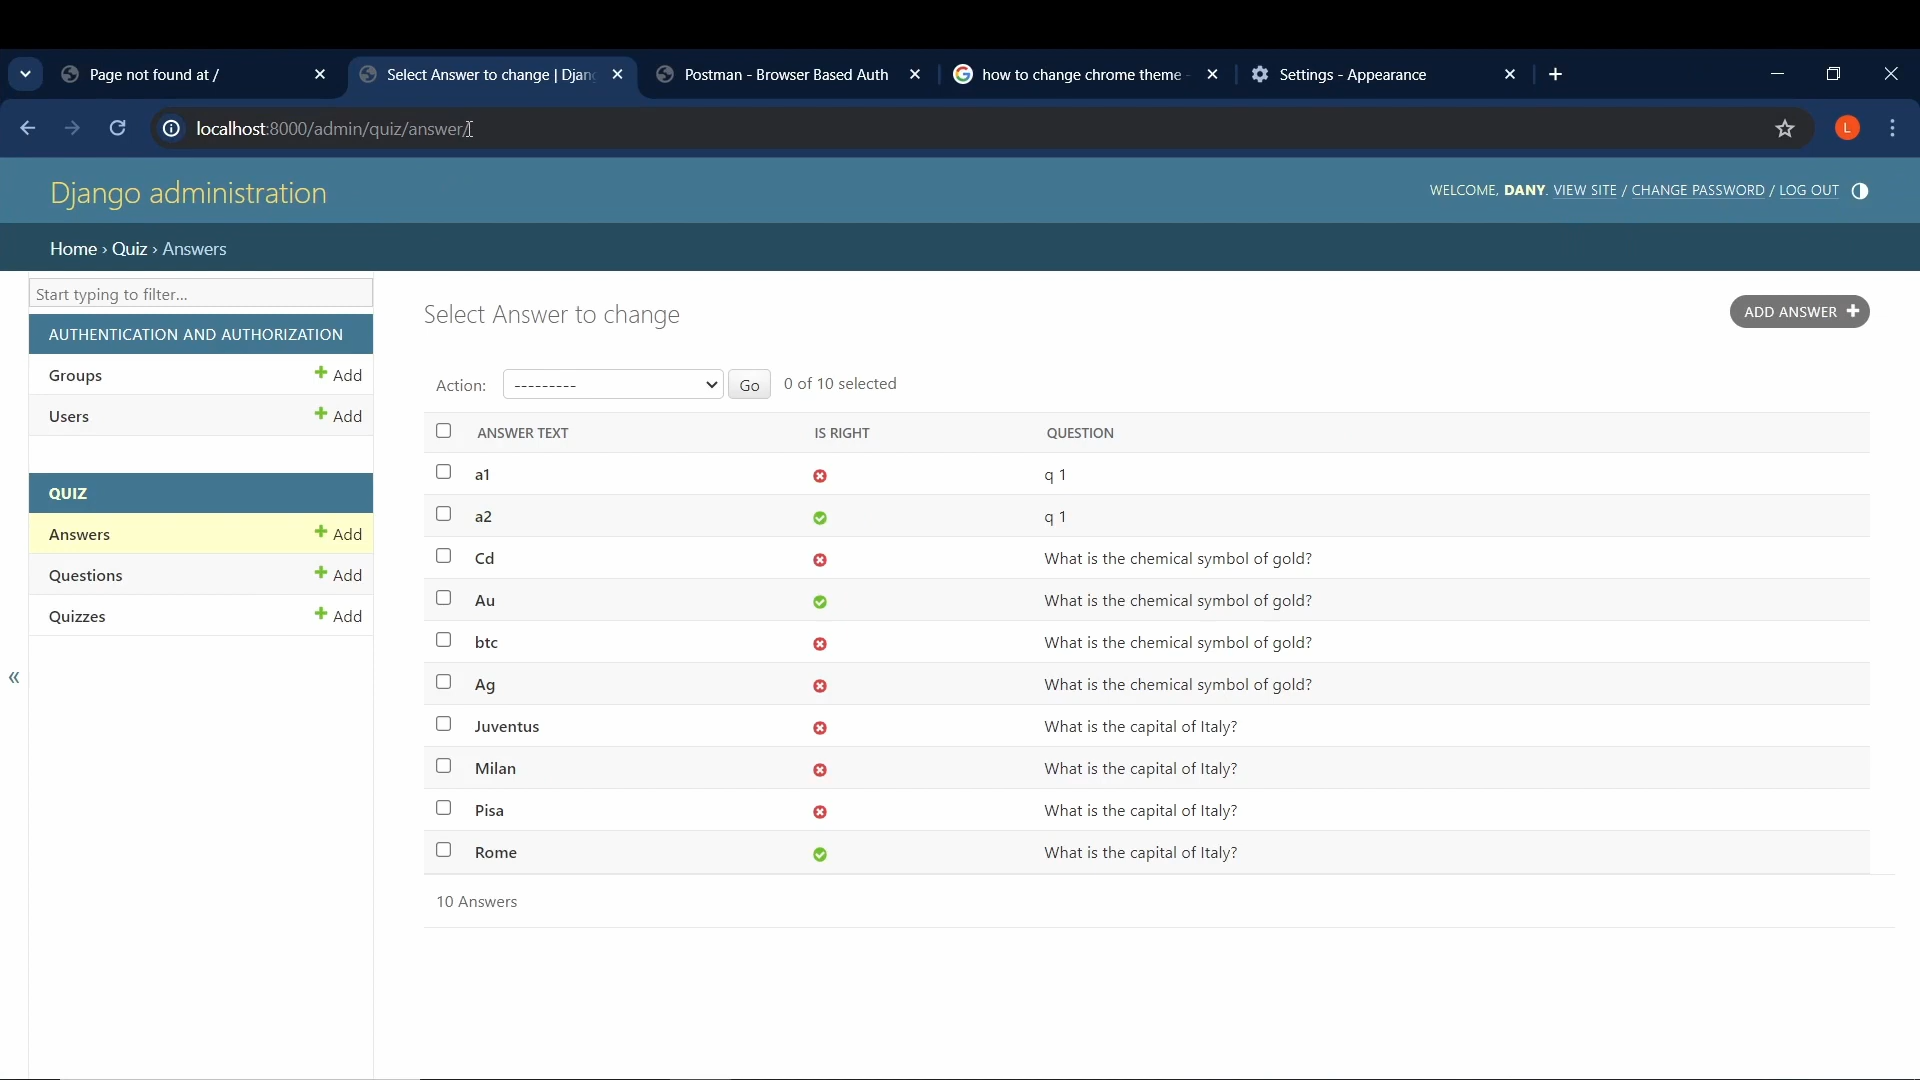 Page not found at /
Select Answer to change | Djan
Postman - Browser Based Auth
how to change chrome theme -
Settings - Appearance
localhost:8000/admin/quiz/answer/
L
Django administration
WELCOME, DANY. VIEW SITE / CHANGE PASSWORD / LOG OUT
Home › Quiz › Answers
Start typing to filter...
AUTHENTICATION AND AUTHORIZATION
Groups + Add
Users + Add
QUIZ
Answers + Add
Questions + Add
Quizzes + Add
«
Select Answer to change
ADD ANSWER +
Action: --------- Go 0 of 10 selected
ANSWER TEXT IS RIGHT QUESTION
a1 q 1
a2 q 1
Cd What is the chemical symbol of gold?
Au What is the chemical symbol of gold?
btc What is the chemical symbol of gold?
Ag What is the chemical symbol of gold?
Juventus What is the capital of Italy?
Milan What is the capital of Italy?
Pisa What is the capital of Italy?
Rome What is the capital of Italy?
10 Answers